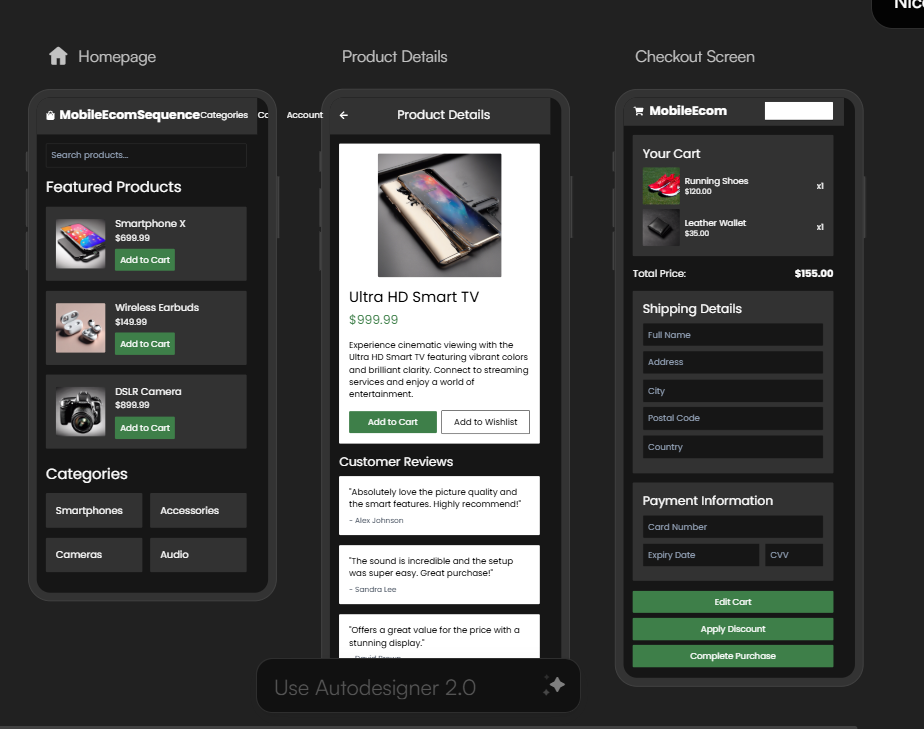 Nice
Homepage
Product Details
Checkout Screen
MobileEcomSequence
Categories
Account
Search products...
Featured Products
Smartphone X
$699.99
Add to Cart
Wireless Earbuds
$149.99
Add to Cart
DSLR Camera
$899.99
Add to Cart
Categories
Smartphones
Accessories
Cameras
Audio
Product Details
Ultra HD Smart TV
$999.99
Experience cinematic viewing with the
Ultra HD Smart TV featuring vibrant colors
and brilliant clarity. Connect to streaming
services and enjoy a world of
entertainment.
Add to Cart
Add to Wishlist
Customer Reviews
"Absolutely love the picture quality and
the smart features. Highly recommend!"
- Alex Johnson
"The sound is incredible and the setup
was super easy. Great purchase!"
- Sandra Lee
"Offers a great value for the price with a
stunning display."
MobileEcom
Your Cart
Running Shoes
$120.00
x1
Leather Wallet
$35.00
x1
Total Price:
$155.00
Shipping Details
Full Name
Address
City
Postal Code
Country
Payment Information
Card Number
Expiry Date
CVV
Edit Cart
Apply Discount
Complete Purchase
Use Autodesigner 2.0